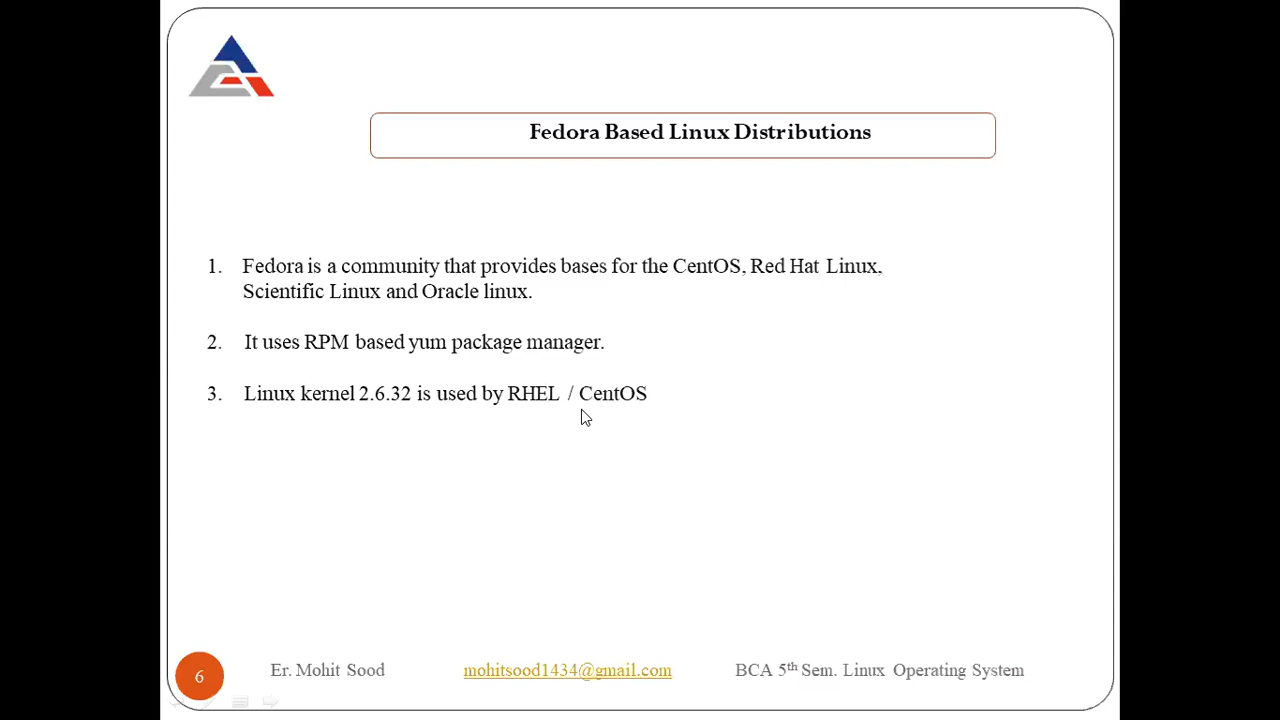 Fedora Based Linux Distributions
1. Fedora is a community that provides bases for the CentOS, Red Hat Linux,
Scientific Linux and Oracle linux.
2. It uses RPM based yum package manager.
3. Linux kernel 2.6.32 is used by RHEL / CentOS
6 Er. Mohit Sood mohitsood1434@gmail.com BCA 5th Sem. Linux Operating System